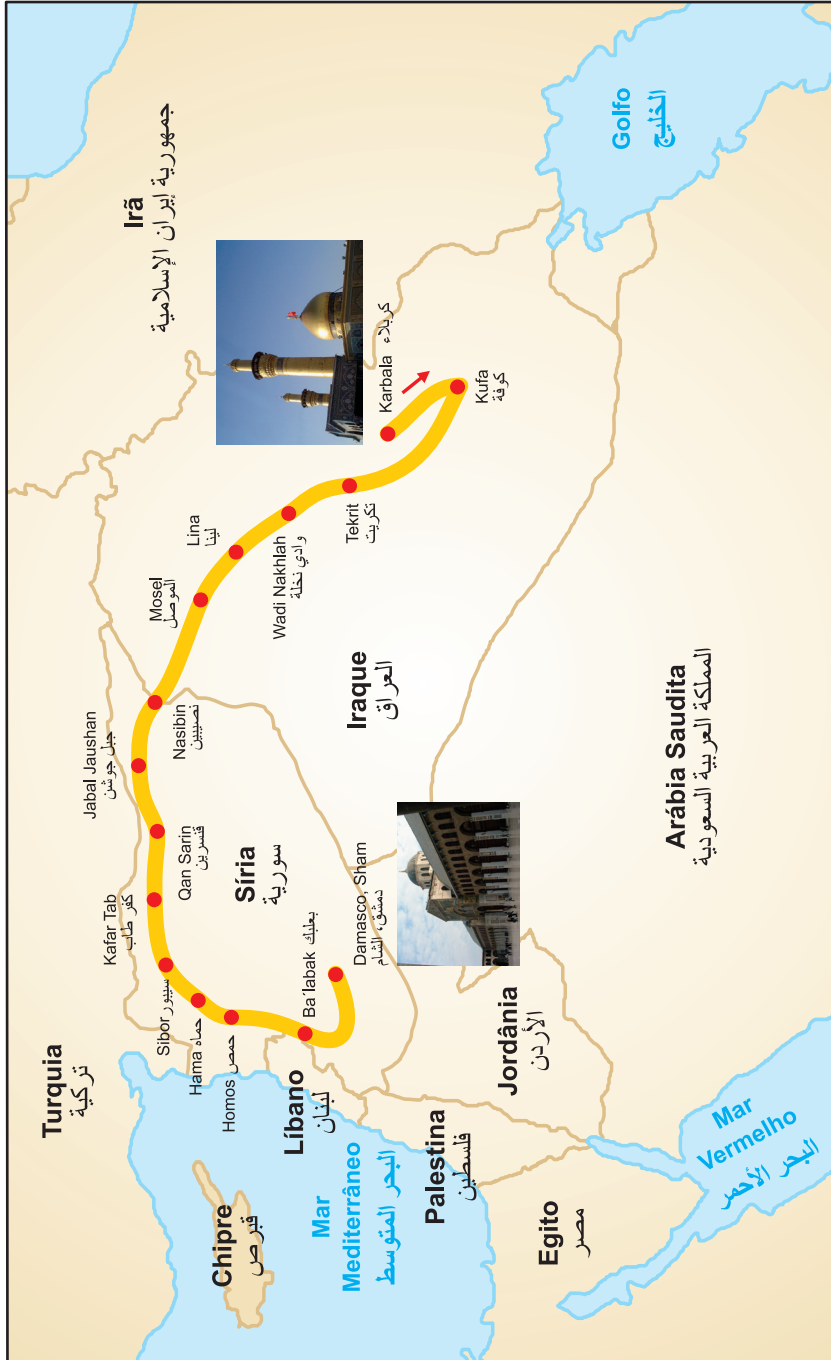 Turquia
تركية
Chipre
قبرص
Mar
Mediterrâneo
البحر المتوسط
Líbano
لبنان
Palestina
فلسطين
Egito
مصر
Mar
Vermelho
البحر الأحمر
Jordânia
الأردن
Síria
سورية
Iraque
العراق
Arábia Saudita
المملكة العربية السعودية
Irã
جمهورية إيران الإسلامية
Golfo
الخليج
Karbala كربلاء
Kufa
كوفة
Tekrit
تكريت
Wadi Nakhlah
وادي نخلة
Lina
لينا
Mosel
الموصل
Nasibin
نصيبين
Jabal Jaushan
جبل جوشن
Qan Sarin
قنسرين
Kafar Tab
كفر طاب
Sibor سيبور
Hama حماه
Homos حمص
Ba´labak بعلبك
Damasco, Sham
دمشق، الشام